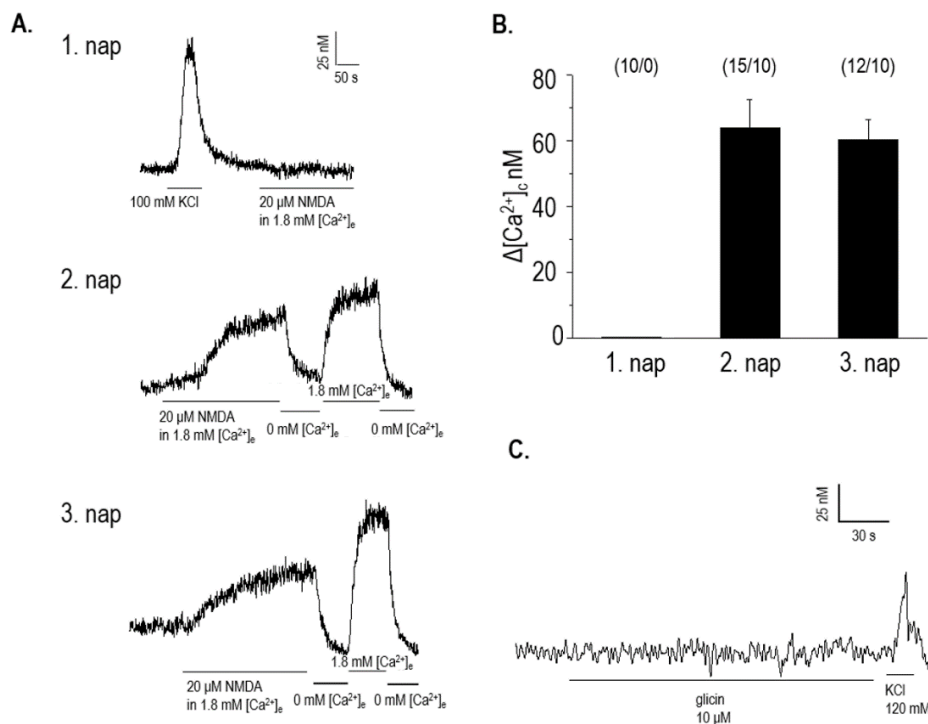 A.
1. nap
25 nM
50 s
100 mM KCl
20 µM NMDA
in 1.8 mM [Ca²⁺]e
2. nap
1.8 mM [Ca²⁺]e
20 µM NMDA
in 1.8 mM [Ca²⁺]e
0 mM [Ca²⁺]e
0 mM [Ca²⁺]e
3. nap
1.8 mM [Ca²⁺]e
20 µM NMDA
in 1.8 mM [Ca²⁺]e
0 mM [Ca²⁺]e
0 mM [Ca²⁺]e
B.
(10/0) (15/10) (12/10)
80
60
40
20
0
Δ[Ca²⁺]c nM
1. nap 2. nap 3. nap
C.
25 nM
30 s
glicin
10 µM
KCl
120 mM